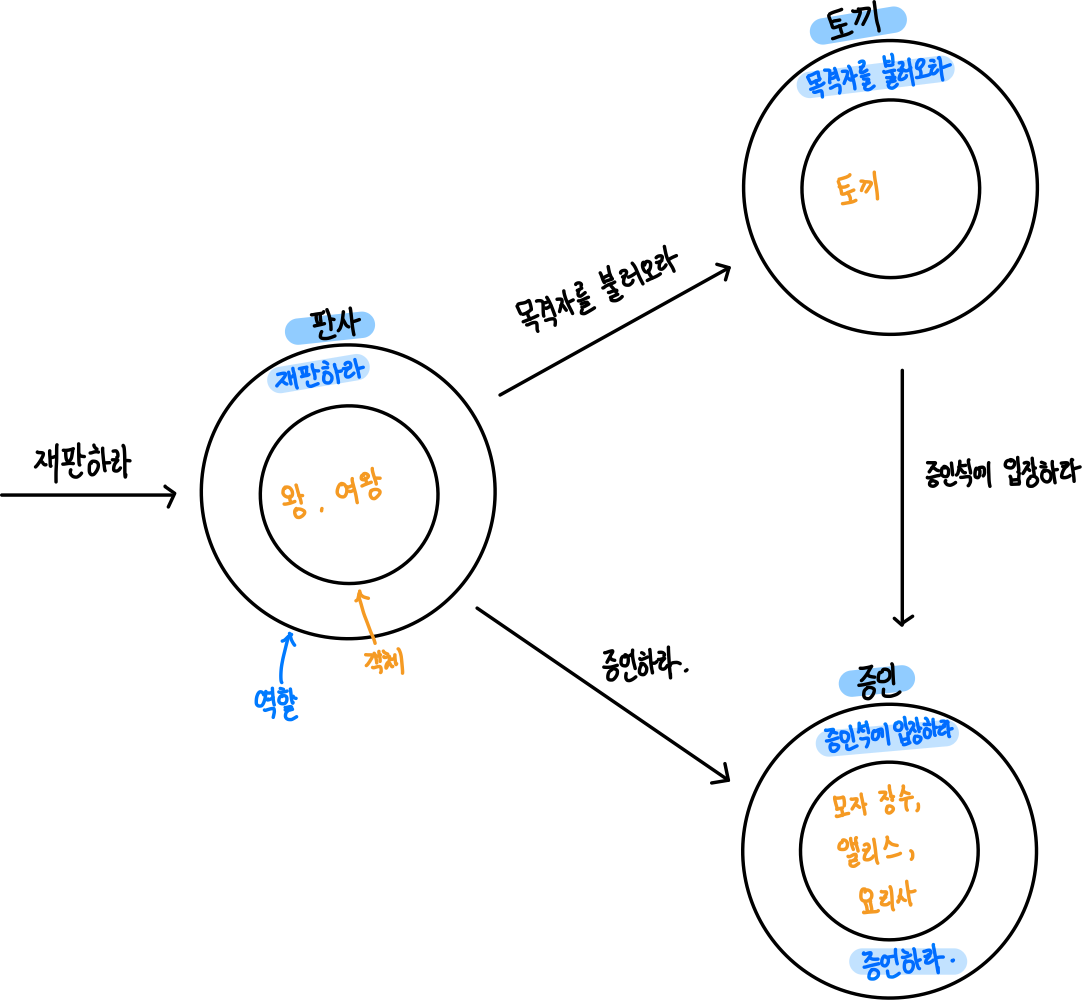 토끼
목격자를 불러오라
토끼
목격자를 불러오라
판사
재판하라
재판하라
왕, 여왕
증인석에 입장하라
객체
역할
증언하라.
증인
증인석에 입장하라
모자 장수,
앨리스,
요리사
증언하라.